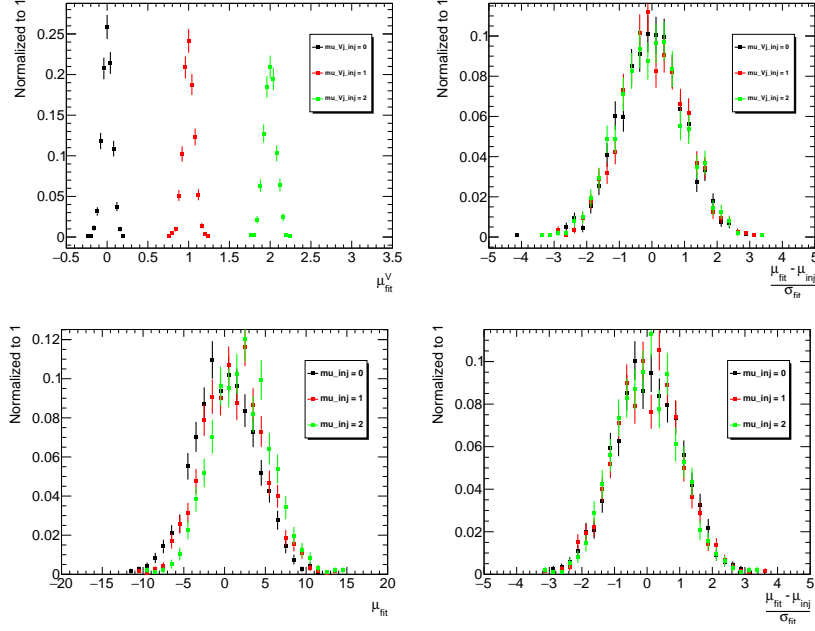 Normalized to 1
0.25
0.2
0.15
0.1
0.05
0
mu_Vj_inj = 0
mu_Vj_inj = 1
mu_Vj_inj = 2
−0.5 0 0.5 1 1.5 2 2.5 3 3.5
μ^V_fit
Normalized to 1
0.1
0.08
0.06
0.04
0.02
0
mu_Vj_inj = 0
mu_Vj_inj = 1
mu_Vj_inj = 2
−5 −4 −3 −2 −1 0 1 2 3 4 5
μ_fit - μ_inj
σ_fit
Normalized to 1
0.12
0.1
0.08
0.06
0.04
0.02
0
mu_inj = 0
mu_inj = 1
mu_inj = 2
−20 −15 −10 −5 0 5 10 15 20
μ_fit
Normalized to 1
0.1
0.08
0.06
0.04
0.02
0
mu_inj = 0
mu_inj = 1
mu_inj = 2
−5 −4 −3 −2 −1 0 1 2 3 4 5
μ_fit - μ_inj
σ_fit